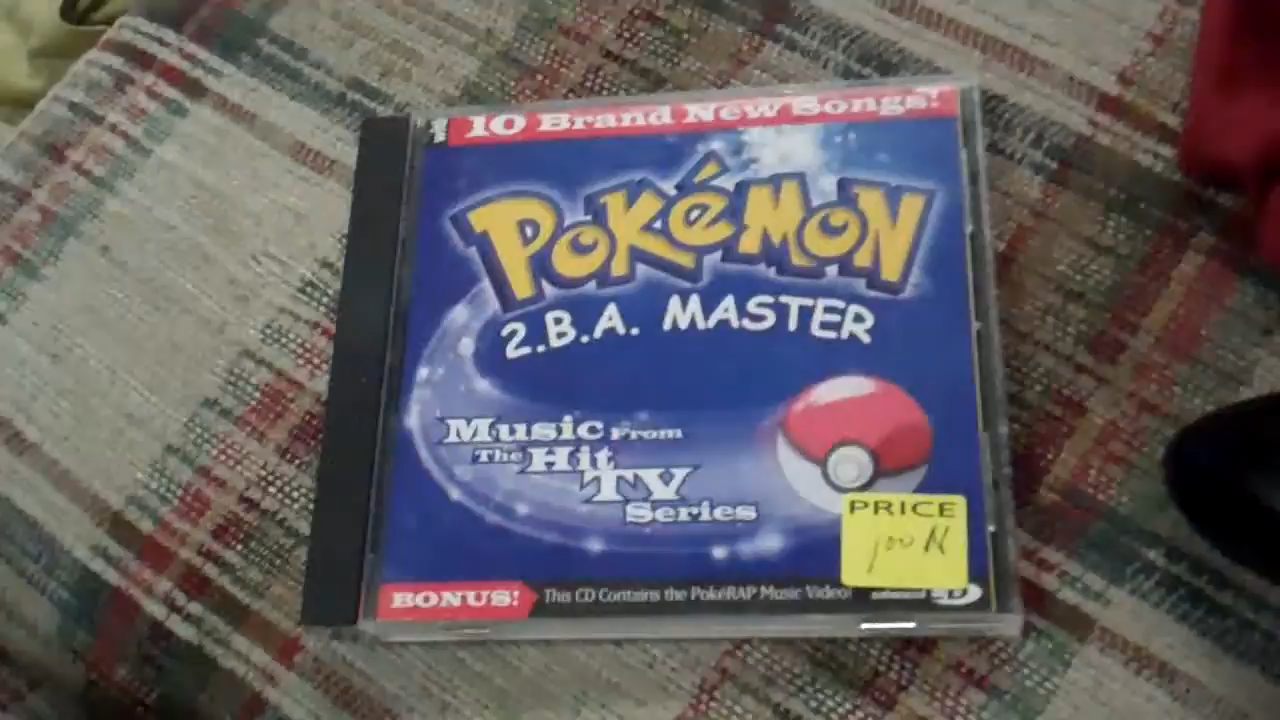 10 Brand New Songs!
POKéMON
2.B.A. MASTER
Music From
The Hit
TV
Series
PRICE
100
BONUS! This CD Contains the PokéRAP Music Video!